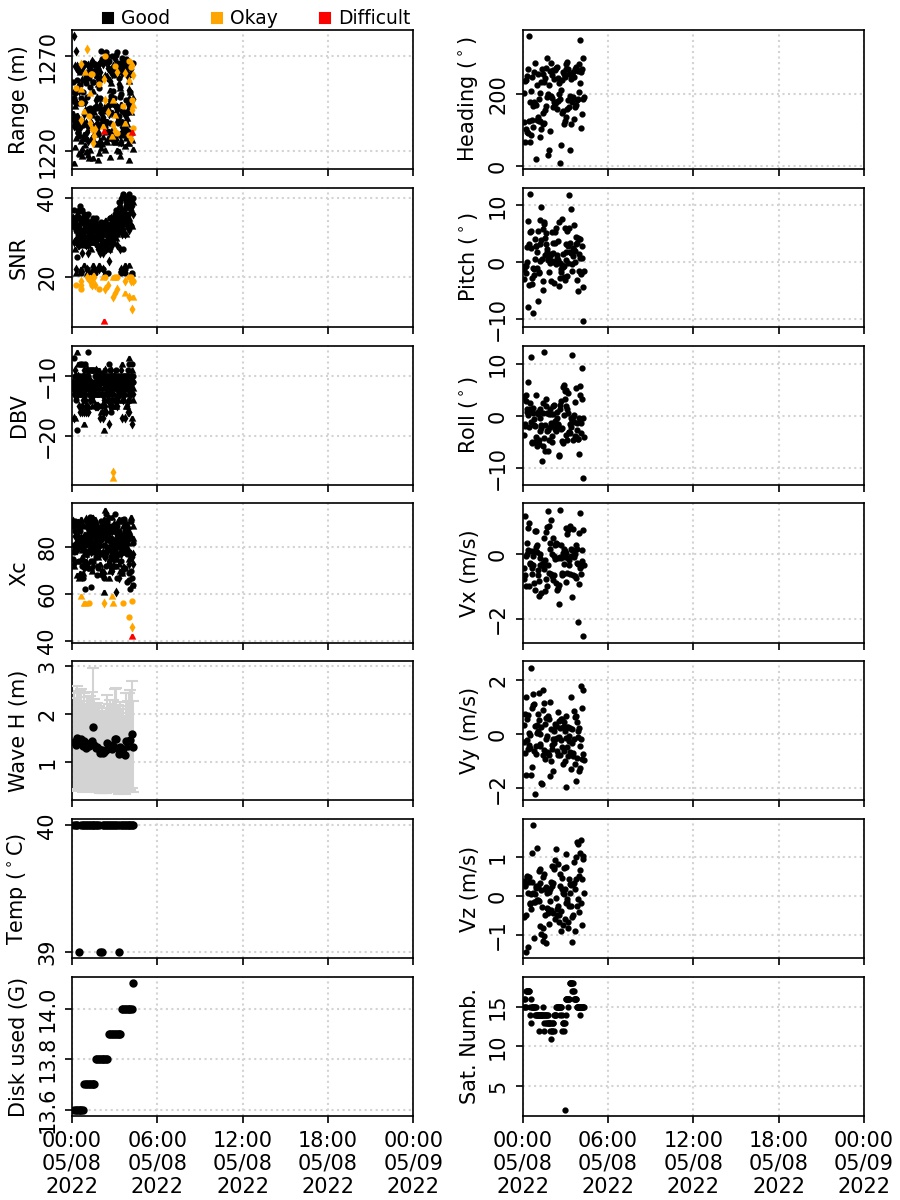 Good Okay Difficult
Range (m)
1270
1220
Heading (°)
200
0
SNR
40
20
Pitch (°)
10
0
−10
DBV
−10
−20
Roll (°)
10
0
−10
Xc
80
60
40
Vx (m/s)
0
−2
Wave H (m)
3
2
1
Vy (m/s)
2
0
−2
Temp (°C)
40
39
Vz (m/s)
1
0
−1
Disk used (G)
14.0
13.8
13.6
Sat. Numb.
15
10
5
00:00 06:00 12:00 18:00 00:00
05/08 05/08 05/08 05/08 05/09
2022 2022 2022 2022 2022
00:00 06:00 12:00 18:00 00:00
05/08 05/08 05/08 05/08 05/09
2022 2022 2022 2022 2022